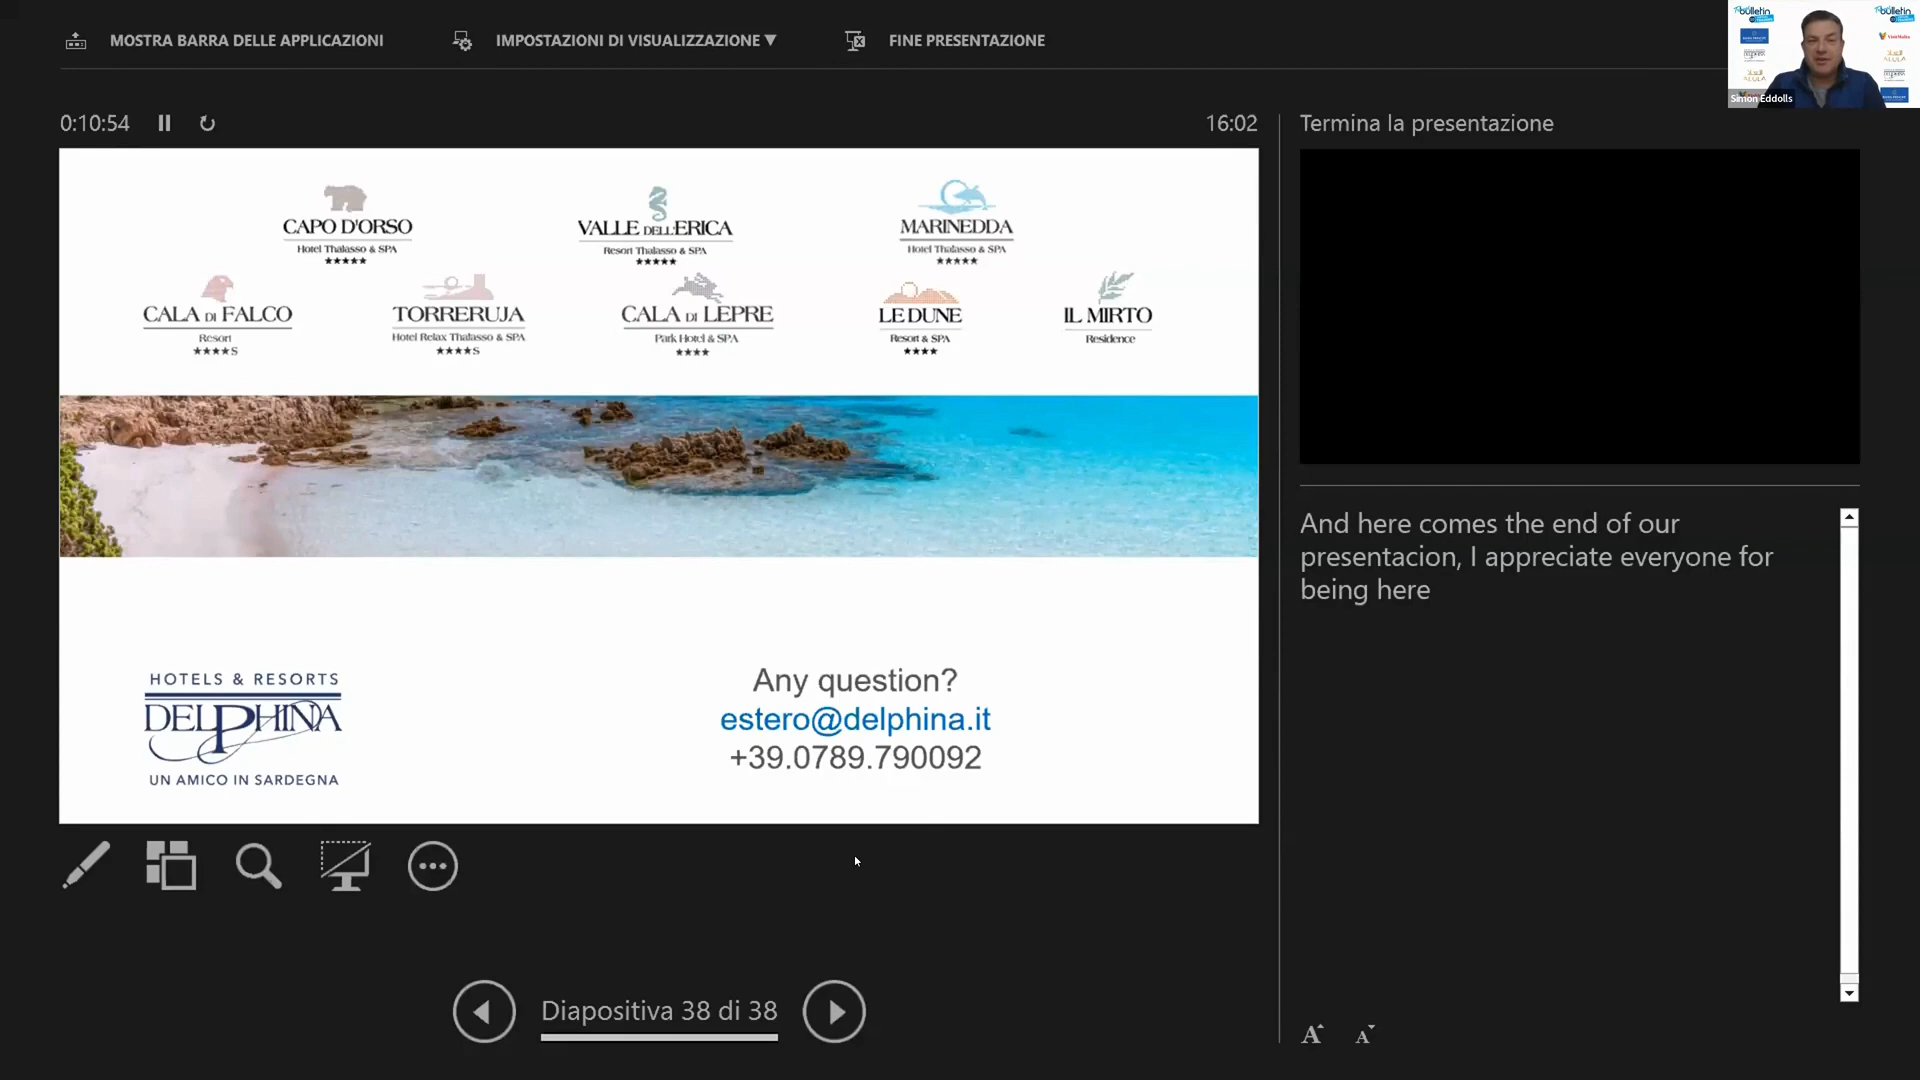 MOSTRA BARRA DELLE APPLICAZIONI
IMPOSTAZIONI DI VISUALIZZAZIONE ▼
FINE PRESENTAZIONE
bulletin
bulletin
Simon Eddolls
0:10:54
16:02
Termina la presentazione
CAPO D'ORSO
Hotel Thalasso & SPA
★★★★★
VALLE DELL'ERICA
Resort Thalasso & SPA
★★★★★
MARINEDDA
Hotel Thalasso & SPA
★★★★★
CALA DI FALCO
Resort
★★★★S
TORRERUJA
Hotel Relax Thalasso & SPA
★★★★S
CALA DI LEPRE
Park Hotel & SPA
★★★★
LE DUNE
Resort & SPA
★★★★
IL MIRTO
Residence
HOTELS & RESORTS
DELPHINA
UN AMICO IN SARDEGNA
Any question?
estero@delphina.it
+39.0789.790092
And here comes the end of our
presentacion, I appreciate everyone for
being here
Diapositiva 38 di 38
A
A